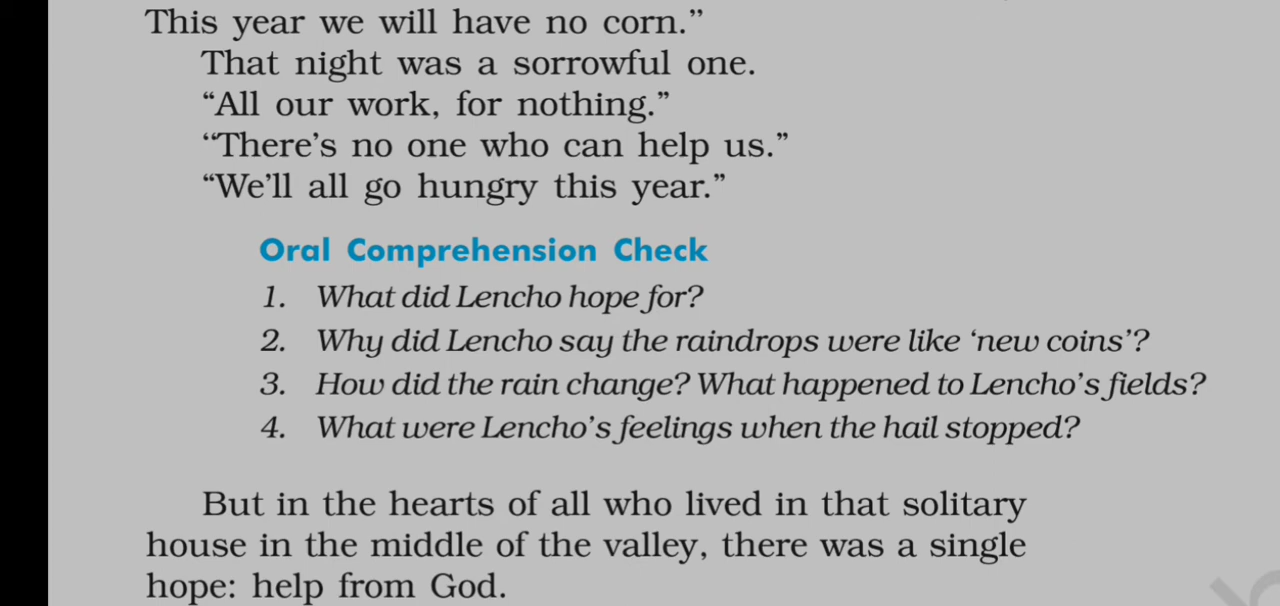 This year we will have no corn.”
That night was a sorrowful one.
“All our work, for nothing.”
“There’s no one who can help us.”
“We’ll all go hungry this year.”
Oral Comprehension Check
1. What did Lencho hope for?
2. Why did Lencho say the raindrops were like ‘new coins’?
3. How did the rain change? What happened to Lencho’s fields?
4. What were Lencho’s feelings when the hail stopped?
But in the hearts of all who lived in that solitary
house in the middle of the valley, there was a single
hope: help from God.